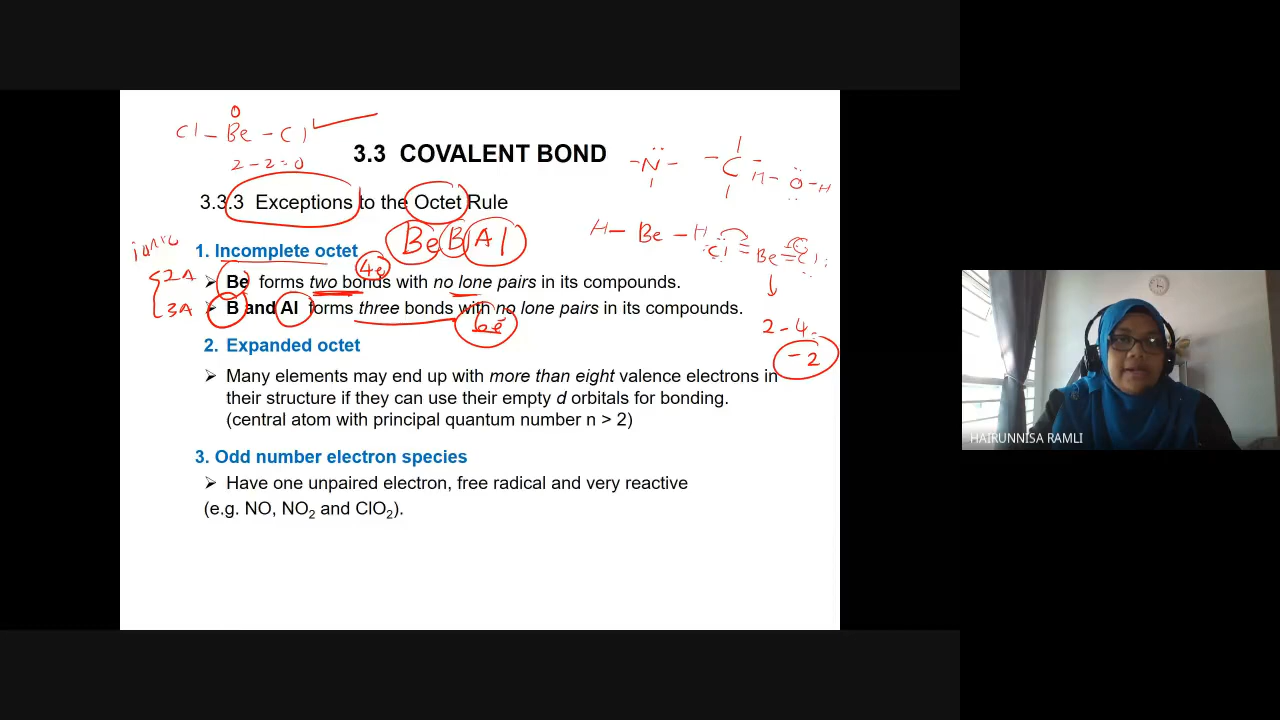 O
Cl - Be - Cl
2 - 2 = 0
3.3 COVALENT BOND
- N -
- C -
H - O - H
3.3.3 Exceptions to the Octet Rule
Be B Al
H - Be - H
Cl = Be = Cl
ionic
1. Incomplete octet
4e
2A
➢ Be forms two bonds with no lone pairs in its compounds.
3A
➢ B and Al forms three bonds with no lone pairs in its compounds.
6e
2 - 4
- 2
2. Expanded octet
➢ Many elements may end up with more than eight valence electrons in
their structure if they can use their empty d orbitals for bonding.
(central atom with principal quantum number n > 2)
3. Odd number electron species
➢ Have one unpaired electron, free radical and very reactive
(e.g. NO, NO₂ and ClO₂).
HAIRUNNISA RAMLI